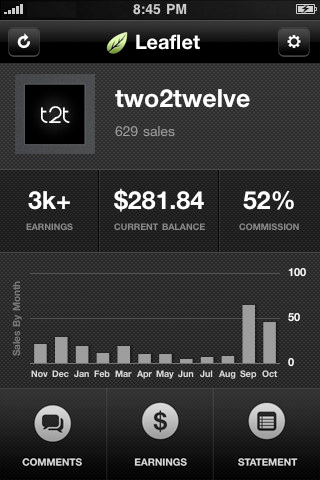 8:45 PM
Leaflet
t2t
two2twelve
629 sales
3k+ $281.84 52%
EARNINGS CURRENT BALANCE COMMISSION
Sales By Month
100
50
0
Nov Dec Jan Feb Mar Apr May Jun Jul Aug Sep Oct
$
COMMENTS EARNINGS STATEMENT